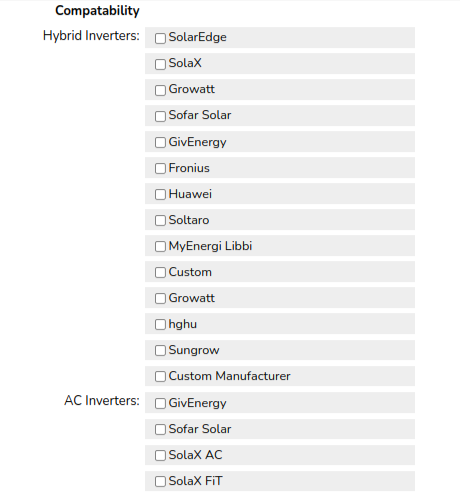 Compatability
Hybrid Inverters:
SolarEdge
SolaX
Growatt
Sofar Solar
GivEnergy
Fronius
Huawei
Soltaro
MyEnergi Libbi
Custom
Growatt
hghu
Sungrow
Custom Manufacturer
AC Inverters:
GivEnergy
Sofar Solar
SolaX AC
SolaX FiT